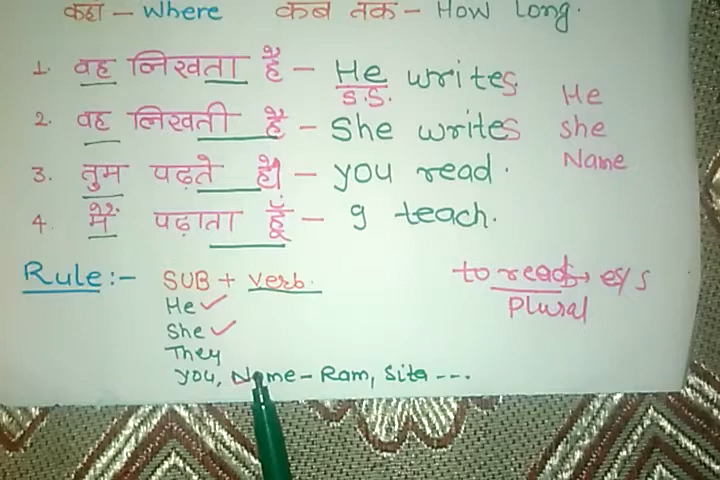 कहाँ - Where कब तक - How Long.
1. वह लिखता है - He writes.
S.S.
2. वह लिखती है - She writes
3. तुम पढ़ते हो - you read.
4. मैं पढ़ाता हूँ - I teach.
He
she
Name
Rule:- SUB + verb.
He ✓
She ✓
They
you, Name - Ram, Sita ---.
to read → es/s
Plural